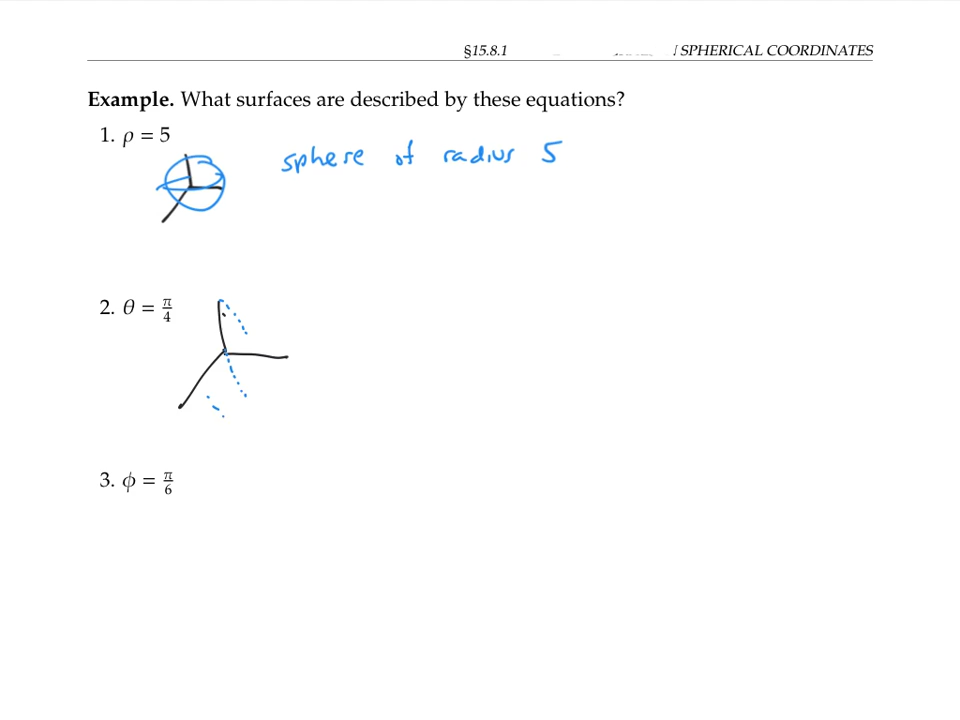 §15.8.1 SPHERICAL COORDINATES
Example. What surfaces are described by these equations?
1. ρ = 5
sphere of radius 5
2. θ = π/4
3. ϕ = π/6